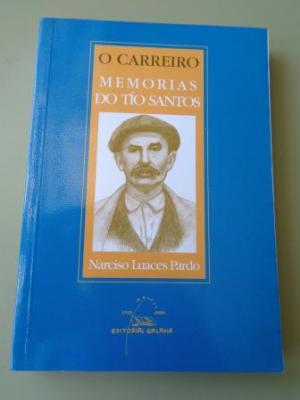 O CARREIRO
MEMORIAS
DO TÍO SANTOS
Narciso Luaces Pardo
EDITORIAL GALAXIA